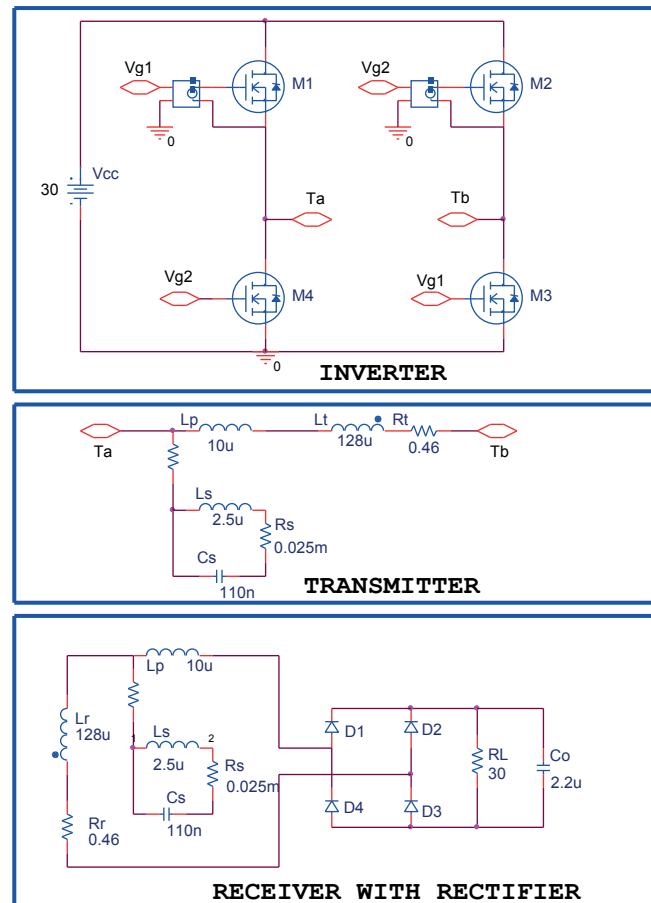 Vg1
M1
0
Vg2
M2
0
30
Vcc
Ta
Tb
Vg2
M4
Vg1
M3
0
INVERTER
Ta
Lp
10u
Lt
128u
Rt
0.46
Tb
Ls
2.5u
Rs
0.025m
Cs
110n
TRANSMITTER
Lp 10u
Lr
128u
1
Ls
2
2.5u
Rs
0.025m
Cs
110n
Rr
0.46
D1
D2
D4
D3
RL
30
Co
2.2u
RECEIVER WITH RECTIFIER